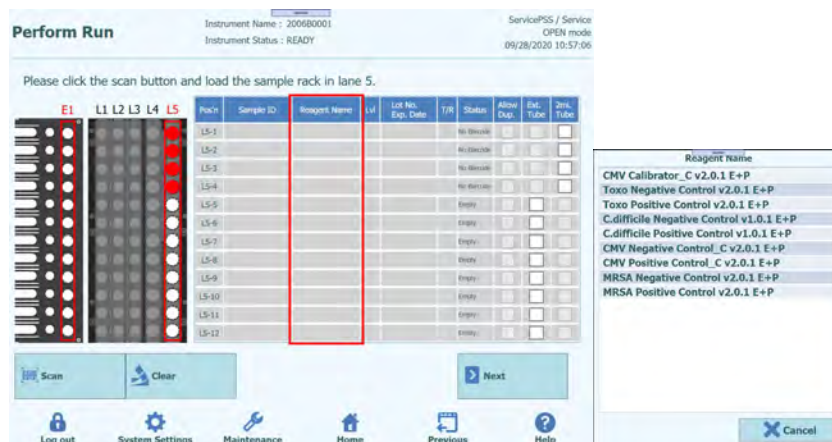 Perform Run
Instrument Name : 2006B0001
Instrument Status : READY
ServicePSS / Service
OPEN mode
09/28/2020 10:57:06
Please click the scan button and load the sample rack in lane 5.
E1 L1 L2 L3 L4 L5
Pos'n Sample ID Reagent Name Lvl Lot No. Exp. Date T/R Status Allow Dup. Ext. Tube 2mL Tube
L5-1 No Barcode
L5-2 No Barcode
L5-3 No Barcode
L5-4 No Barcode
L5-5 Empty
L5-6 Empty
L5-7 Empty
L5-8 Empty
L5-9 Empty
L5-10 Empty
L5-11 Empty
L5-12 Empty
Scan
Clear
Next
Log out
System Settings
Maintenance
Home
Previous
Help
Reagent Name
CMV Calibrator_C v2.0.1 E+P
Toxo Negative Control v2.0.1 E+P
Toxo Positive Control v2.0.1 E+P
C.difficile Negative Control v1.0.1 E+P
C.difficile Positive Control v1.0.1 E+P
CMV Negative Control_C v2.0.1 E+P
CMV Positive Control_C v2.0.1 E+P
MRSA Negative Control v2.0.1 E+P
MRSA Positive Control v2.0.1 E+P
Cancel